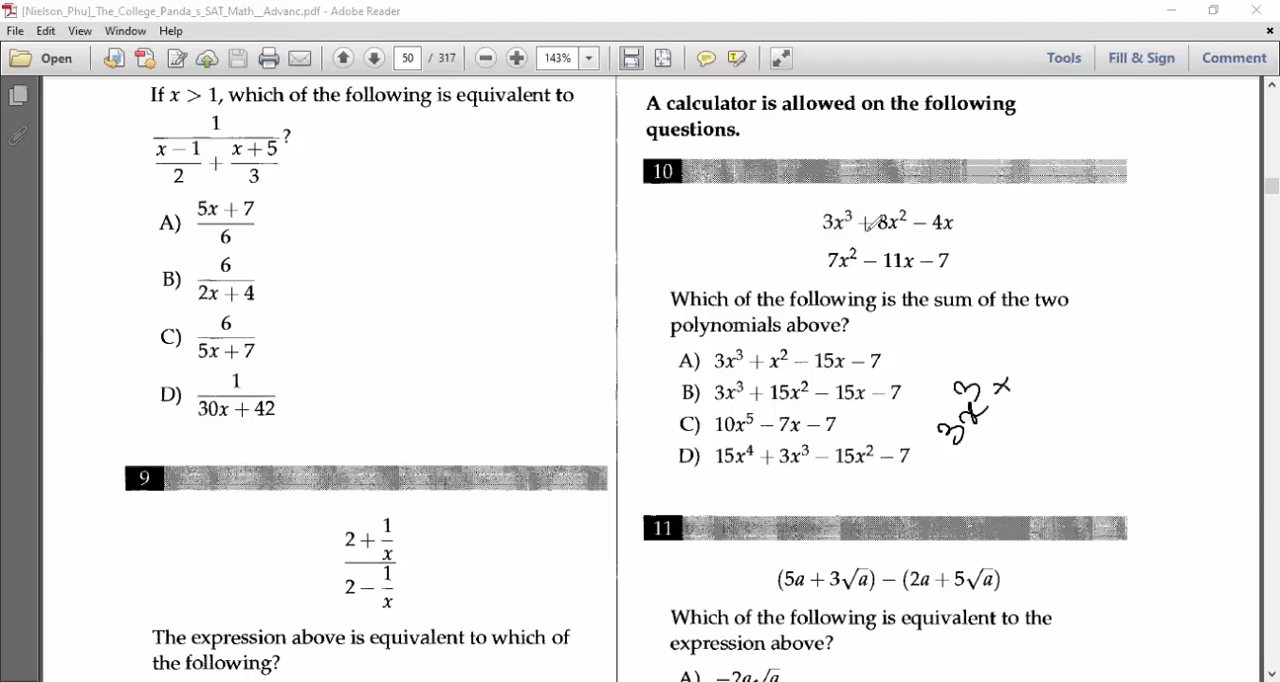 [Nielson_Phu]_The_College_Panda_s_SAT_Math__Advanc.pdf - Adobe Reader
File Edit View Window Help
Open 50 / 317 143% Tools Fill & Sign Comment
If x > 1, which of the following is equivalent to
1
x − 1 x + 5 ?
+
2 3
A) 5x + 7
6
B) 6
2x + 4
C) 6
5x + 7
D) 1
30x + 42
9
2 + 1/x
2 − 1/x
The expression above is equivalent to which of
the following?
A calculator is allowed on the following
questions.
10
3x³ + 8x² − 4x
7x² − 11x − 7
Which of the following is the sum of the two
polynomials above?
A) 3x³ + x² − 15x − 7
B) 3x³ + 15x² − 15x − 7
C) 10x⁵ − 7x − 7
D) 15x⁴ + 3x³ − 15x² − 7
3 x
3x
11
(5a + 3√a) − (2a + 5√a)
Which of the following is equivalent to the
expression above?
A) −2a√a